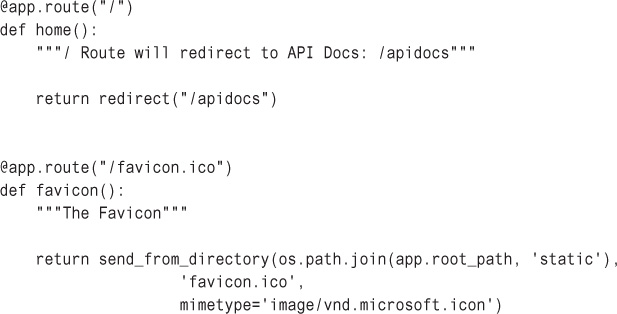 @app.route("/")
def home():
    """/ Route will redirect to API Docs: /apidocs"""
    return redirect("/apidocs")
@app.route("/favicon.ico")
def favicon():
    """The Favicon"""
    return send_from_directory(os.path.join(app.root_path, 'static'),
                    'favicon.ico',
                    mimetype='image/vnd.microsoft.icon')